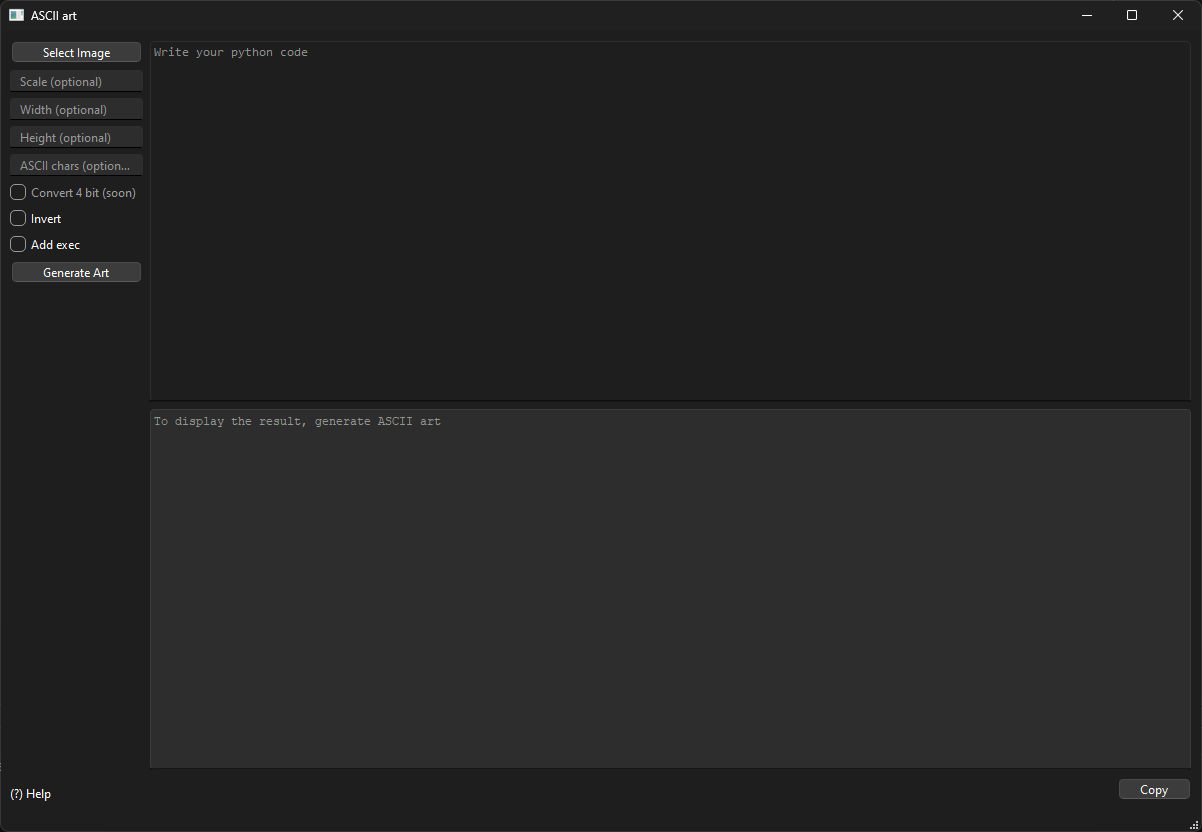 ASCII art
Select Image
Scale (optional)
Width (optional)
Height (optional)
ASCII chars (option...
Convert 4 bit (soon)
Invert
Add exec
Generate Art
Write your python code
To display the result, generate ASCII art
(?) Help
Copy